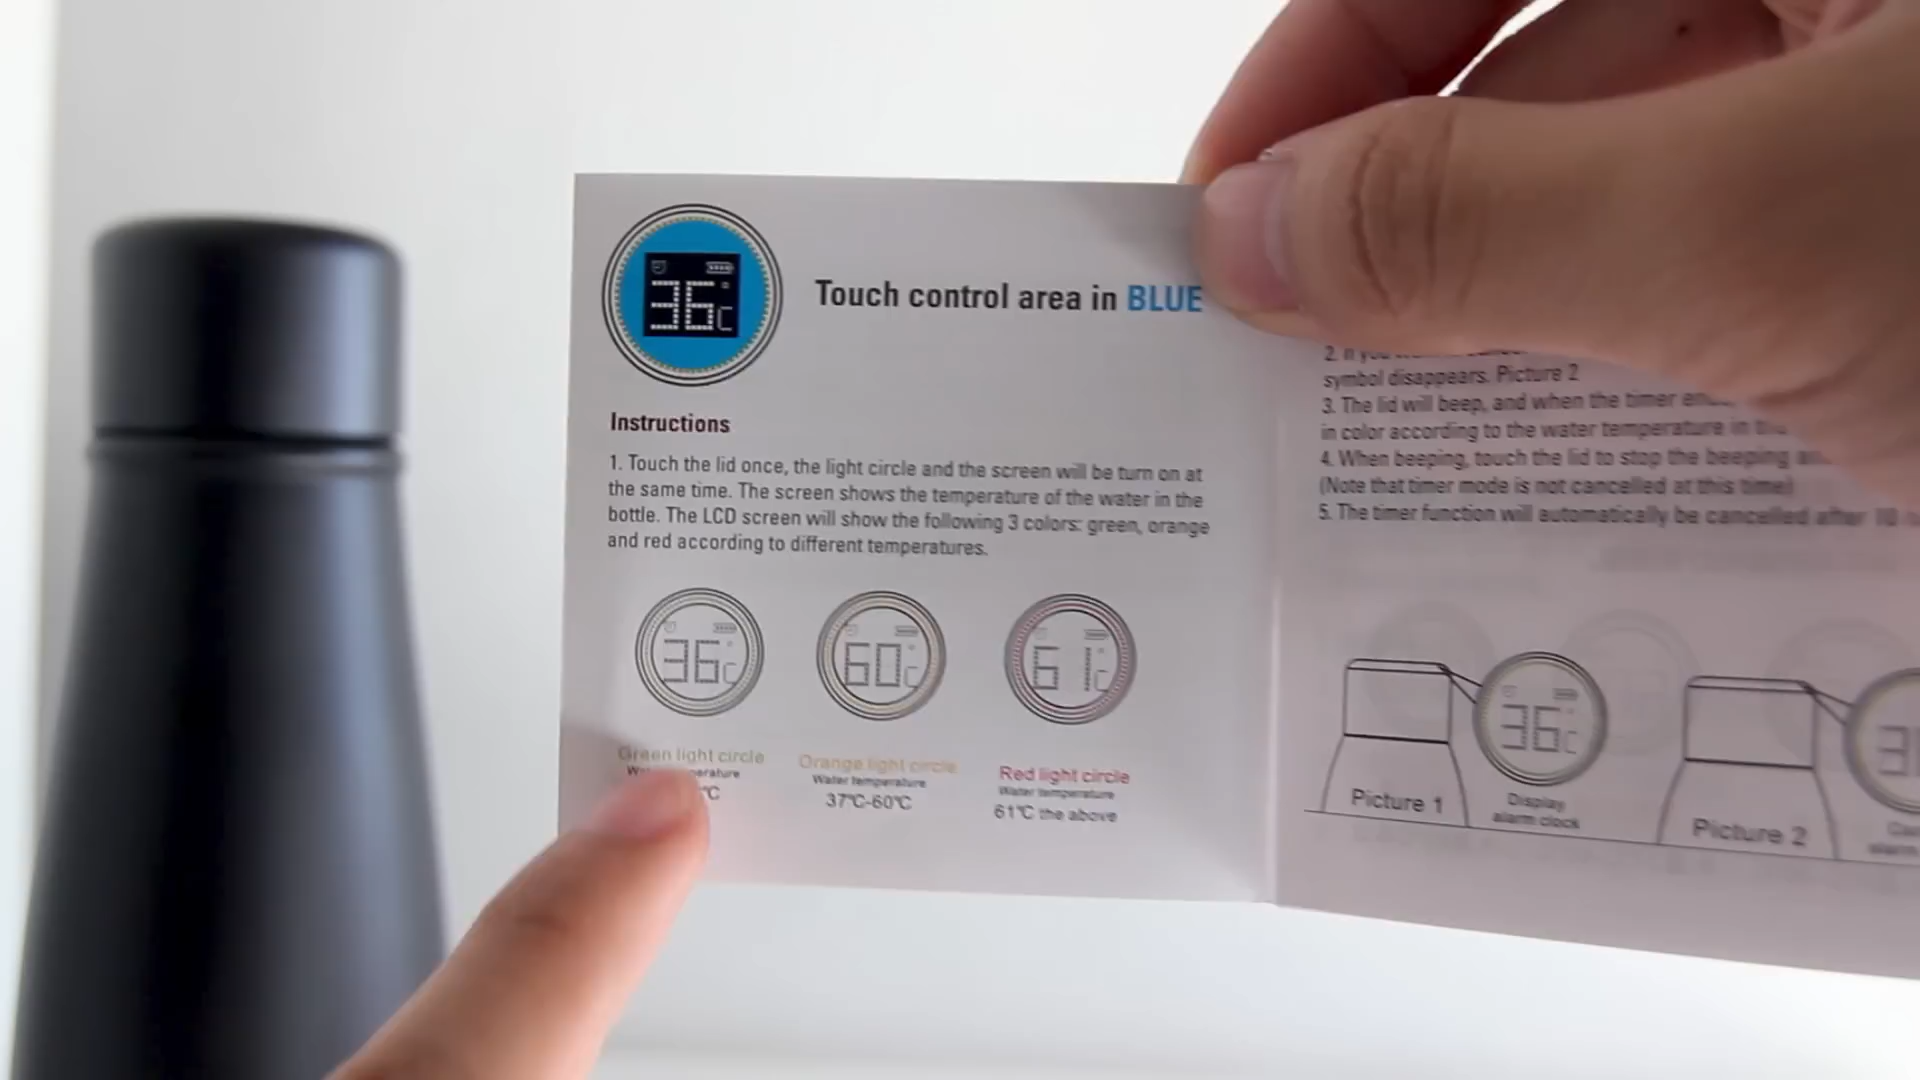 36°C
Touch control area in BLUE
Instructions
1. Touch the lid once, the light circle and the screen will be turn on at
the same time. The screen shows the temperature of the water in the
bottle. The LCD screen will show the following 3 colors: green, orange
and red according to different temperatures.
36°C
60°C
61°C
Green light circle
Orange light circle
Water temperature
37℃-60℃
Red light circle
Water temperature
61℃ the above
℃
2. If you
symbol disappears. Picture 2
3. The lid will beep, and when the timer
in color according to the water temperature in
4. When beeping, touch the lid to stop the beeping
(Note that timer mode is not cancelled at this time)
5. The timer function will automatically be cancelled after 10
36°C
Picture 1
Display
alarm clock
Picture 2
3
alarm